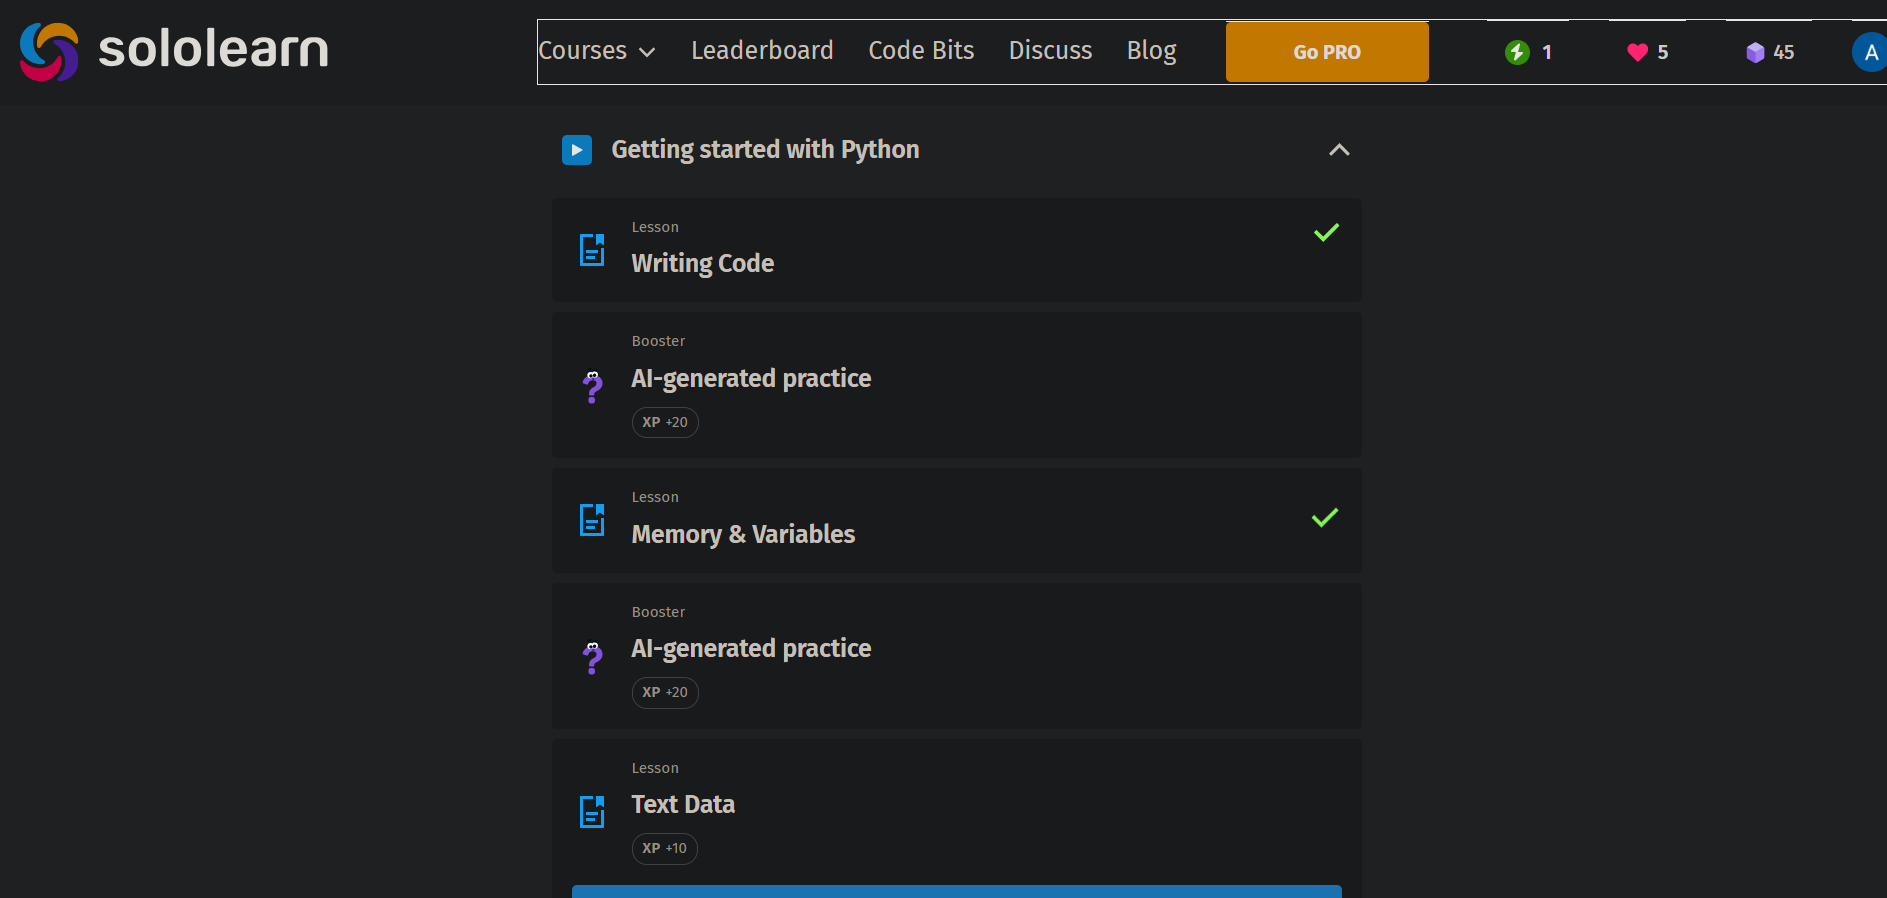 sololearn
Courses Leaderboard Code Bits Discuss Blog Go PRO 1 5 45 A
Getting started with Python
Lesson
Writing Code
Booster
AI-generated practice
XP +20
Lesson
Memory & Variables
Booster
AI-generated practice
XP +20
Lesson
Text Data
XP +10